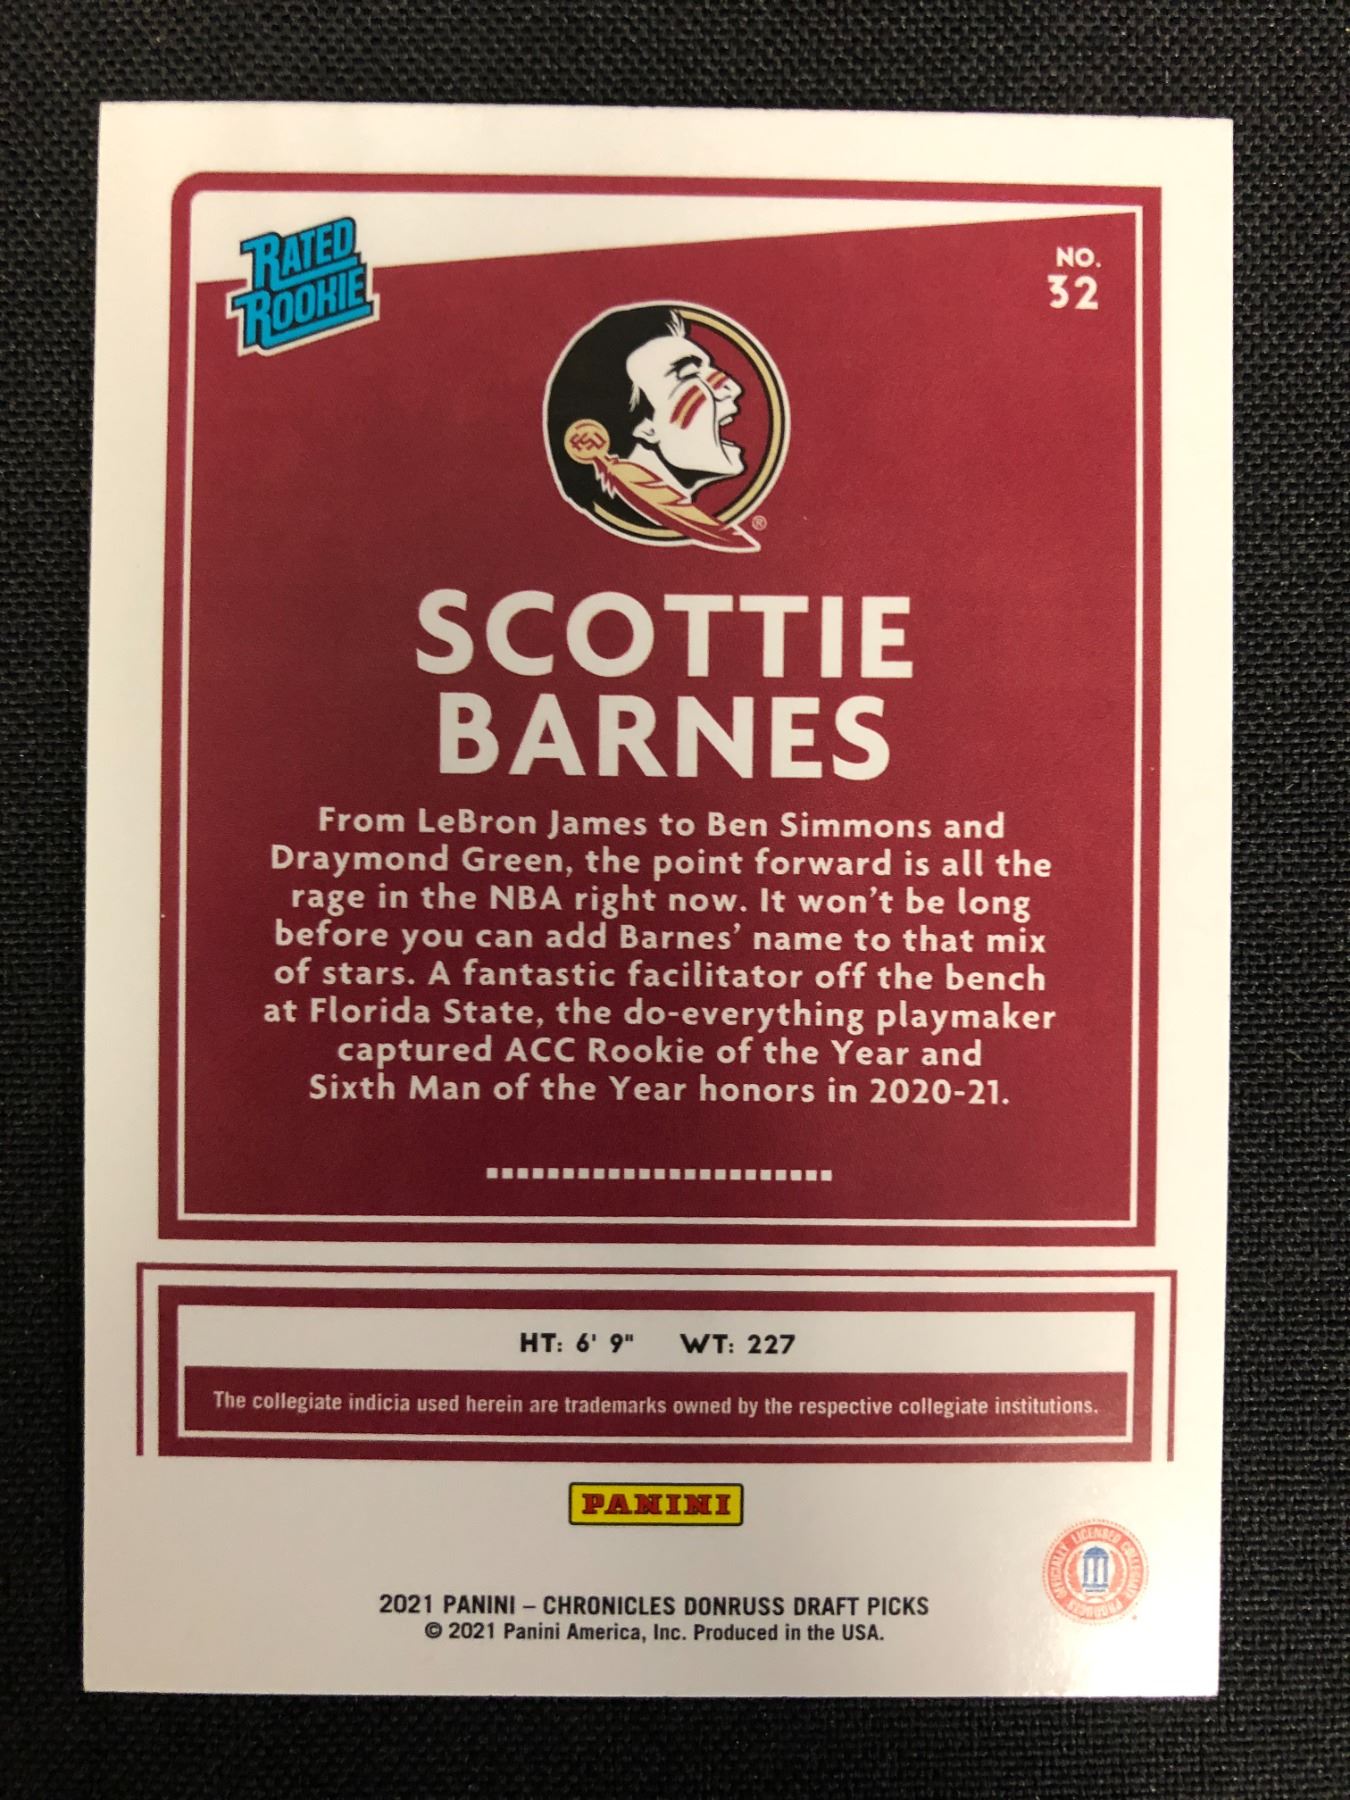 RATED
ROOKIE
NO.
32
FSU
®
SCOTTIE
BARNES
From LeBron James to Ben Simmons and
Draymond Green, the point forward is all the
rage in the NBA right now. It won't be long
before you can add Barnes' name to that mix
of stars. A fantastic facilitator off the bench
at Florida State, the do-everything playmaker
captured ACC Rookie of the Year and
Sixth Man of the Year honors in 2020-21.
HT: 6' 9" WT: 227
The collegiate indicia used herein are trademarks owned by the respective collegiate institutions.
PANINI
OFFICIALLY LICENSED COLLEGIATE PRODUCTS
2021 PANINI – CHRONICLES DONRUSS DRAFT PICKS
© 2021 Panini America, Inc. Produced in the USA.